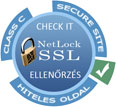 CLASS C
SECURE SITE
CHECK IT
NetLock
SSL
ELLENŐRZÉS
HITELES OLDAL